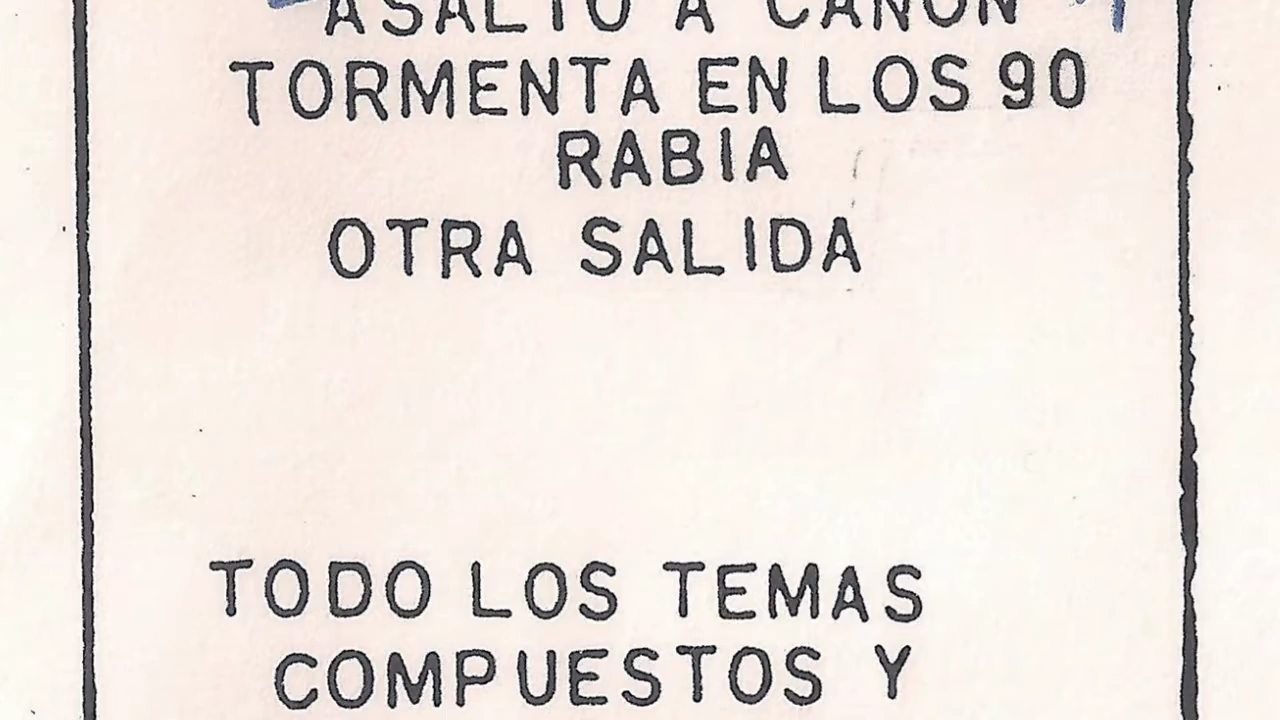 ASALTO A CAÑON
TORMENTA EN LOS 90
RABIA
OTRA SALIDA
TODO LOS TEMAS
COMPUESTOS Y